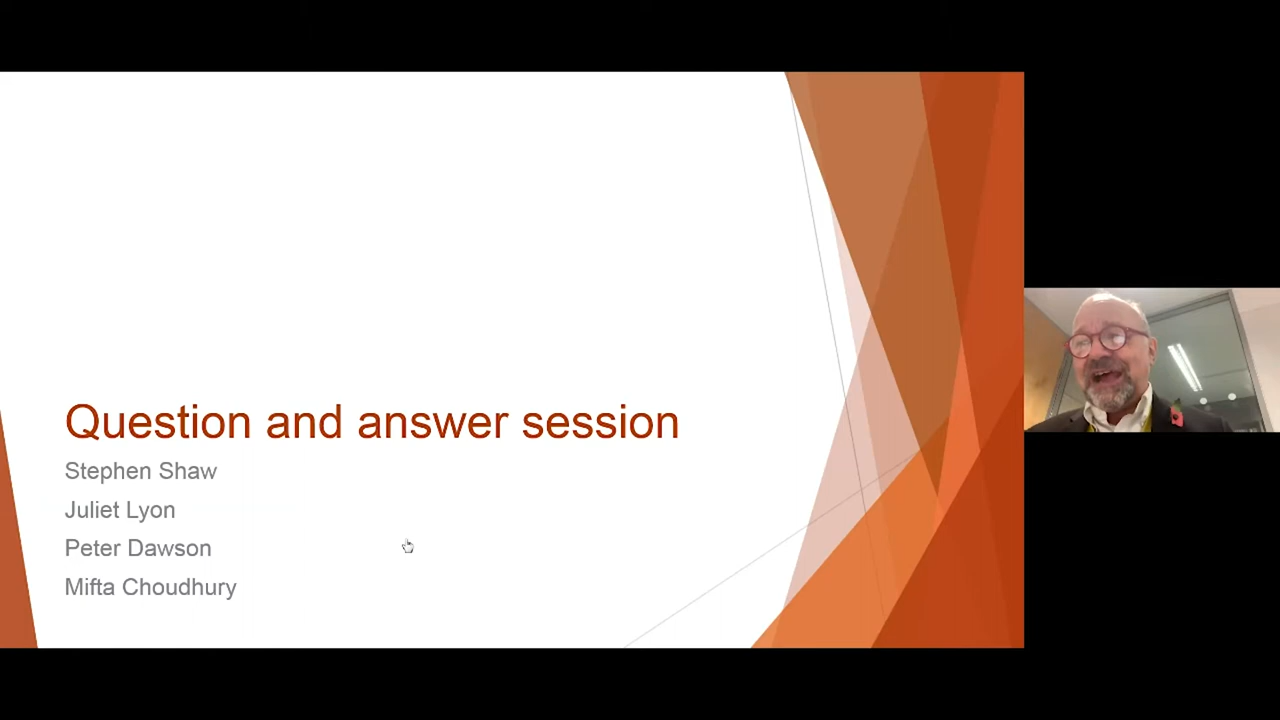 Question and answer session
Stephen Shaw
Juliet Lyon
Peter Dawson
Mifta Choudhury